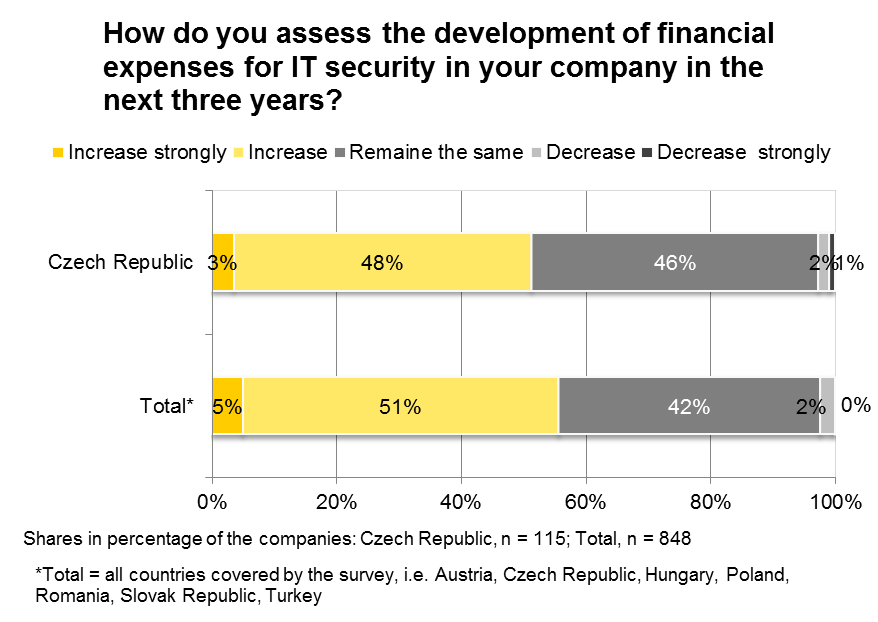 How do you assess the development of financial
expenses for IT security in your company in the
next three years?
Increase strongly Increase Remaine the same Decrease Decrease strongly
Czech Republic 3% 48% 46% 2% 1%
Total* 5% 51% 42% 2% 0%
0% 20% 40% 60% 80% 100%
Shares in percentage of the companies: Czech Republic, n = 115; Total, n = 848
*Total = all countries covered by the survey, i.e. Austria, Czech Republic, Hungary, Poland,
Romania, Slovak Republic, Turkey